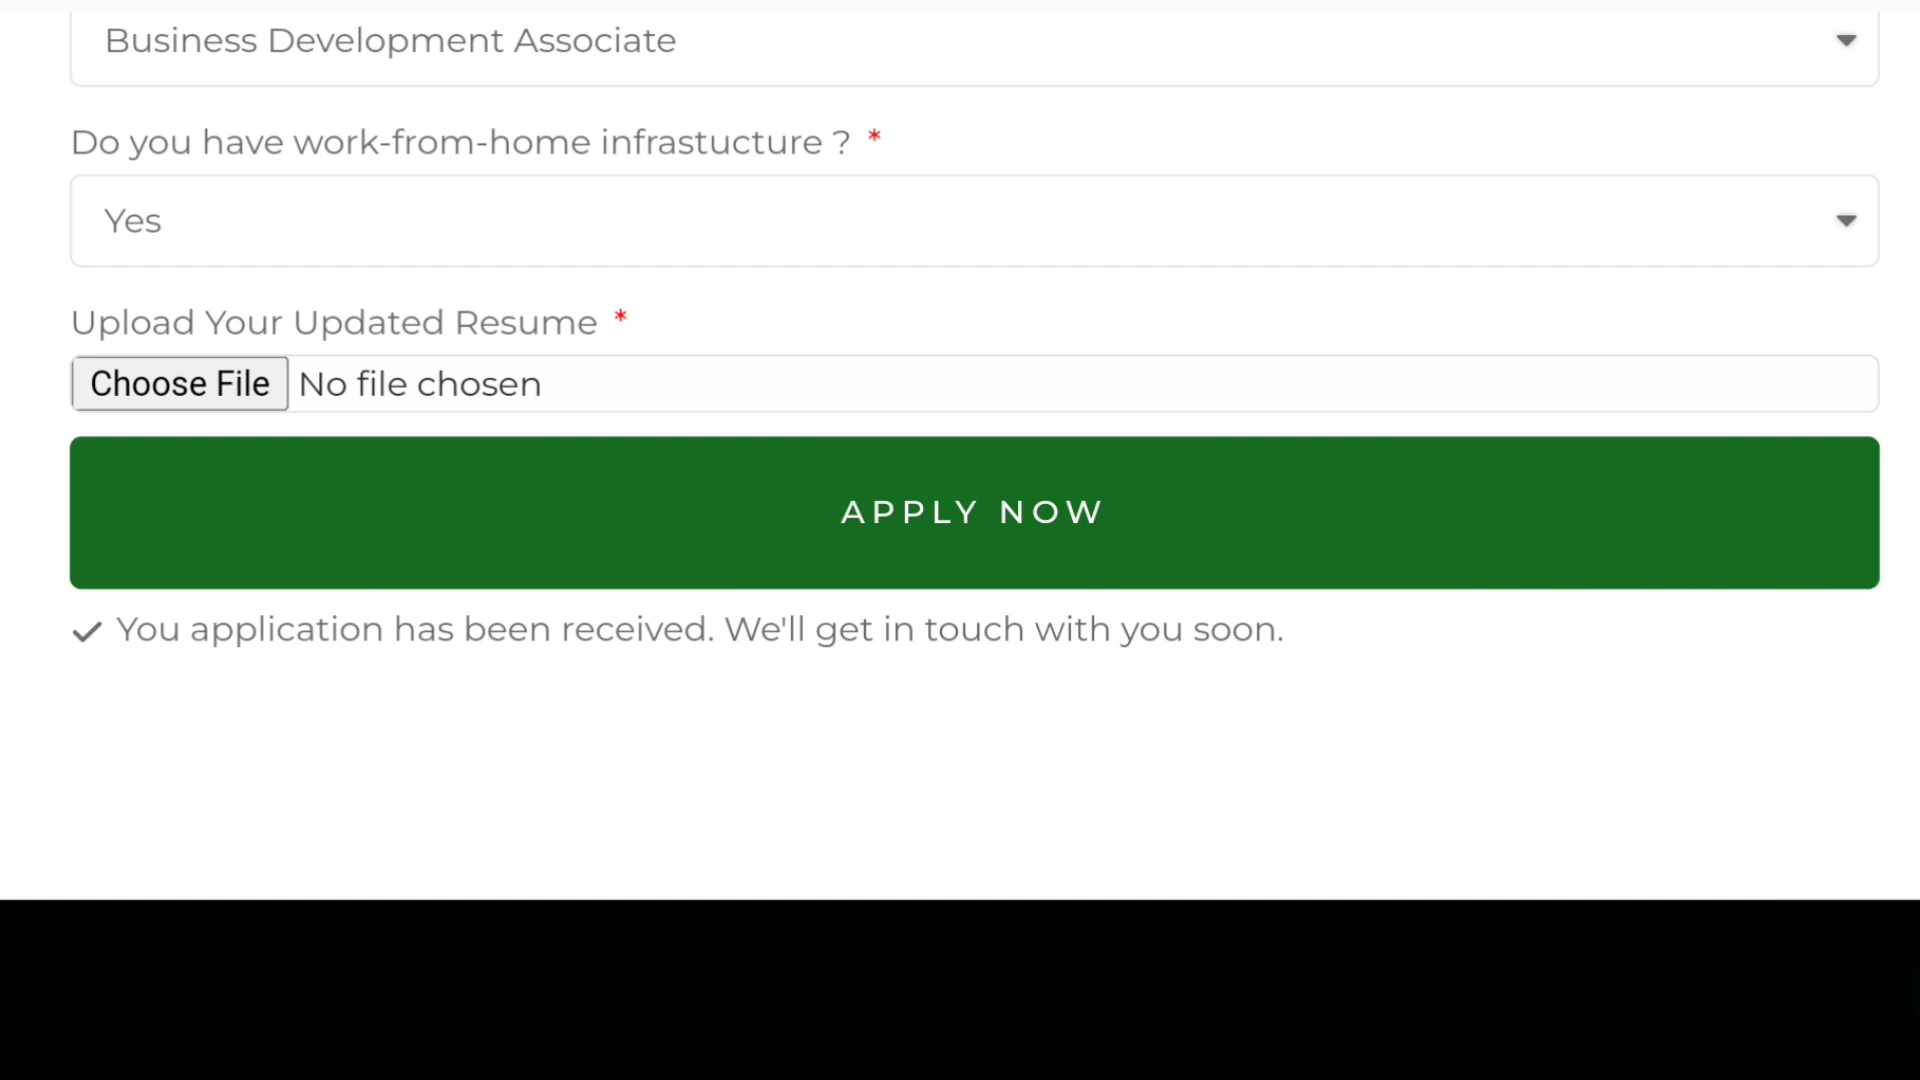 Business Development Associate
Do you have work-from-home infrastucture ? *
Yes
Upload Your Updated Resume *
Choose File No file chosen
APPLY NOW
You application has been received. We'll get in touch with you soon.